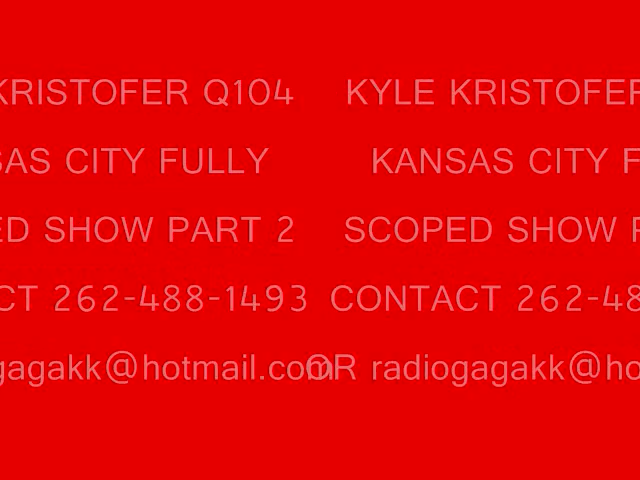 KRISTOFER Q104 KYLE KRISTOFER
SAS CITY FULLY KANSAS CITY F
ED SHOW PART 2 SCOPED SHOW P
CT 262-488-1493 CONTACT 262-48
gagakk@hotmail.com OR radiogagakk@ho